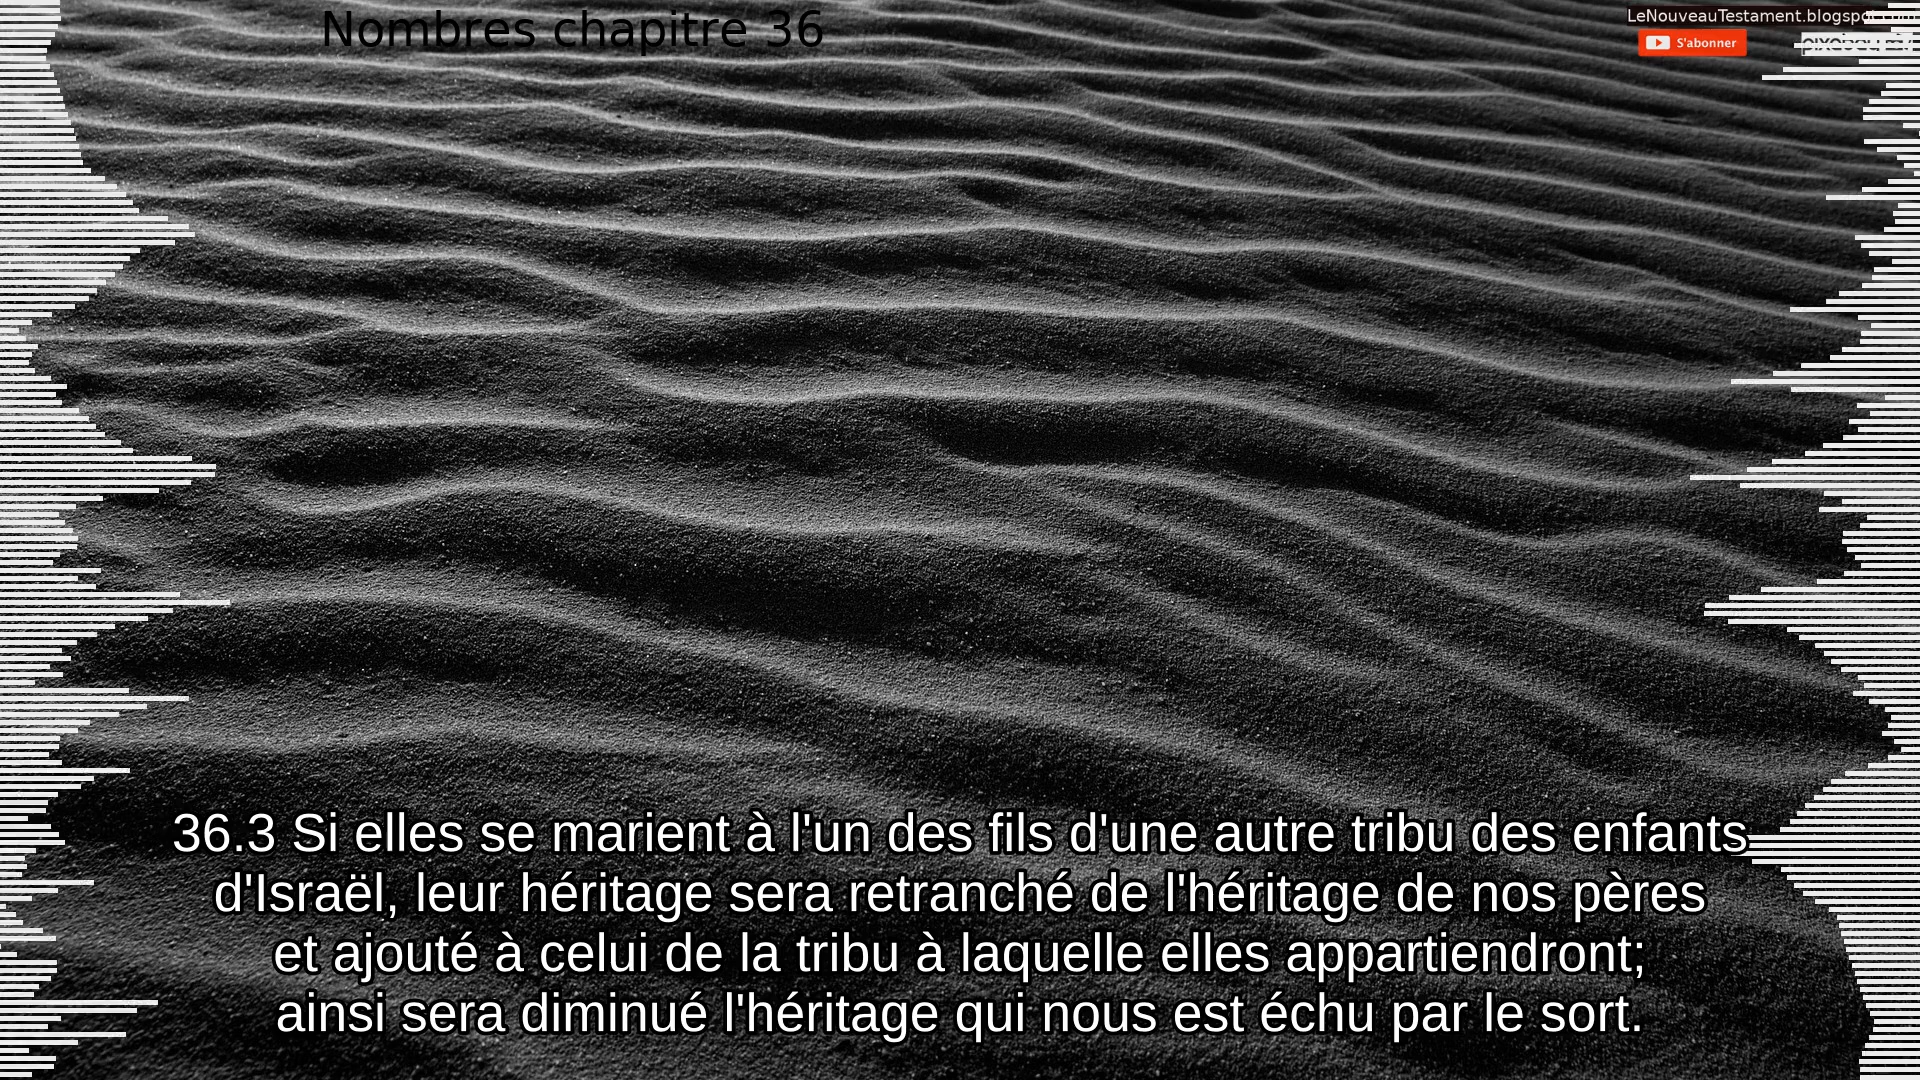 Nombres chapitre 36
LeNouveauTestament.blogspot.com
S'abonner
36.3 Si elles se marient à l'un des fils d'une autre tribu des enfants
d'Israël, leur héritage sera retranché de l'héritage de nos pères
et ajouté à celui de la tribu à laquelle elles appartiendront;
ainsi sera diminué l'héritage qui nous est échu par le sort.